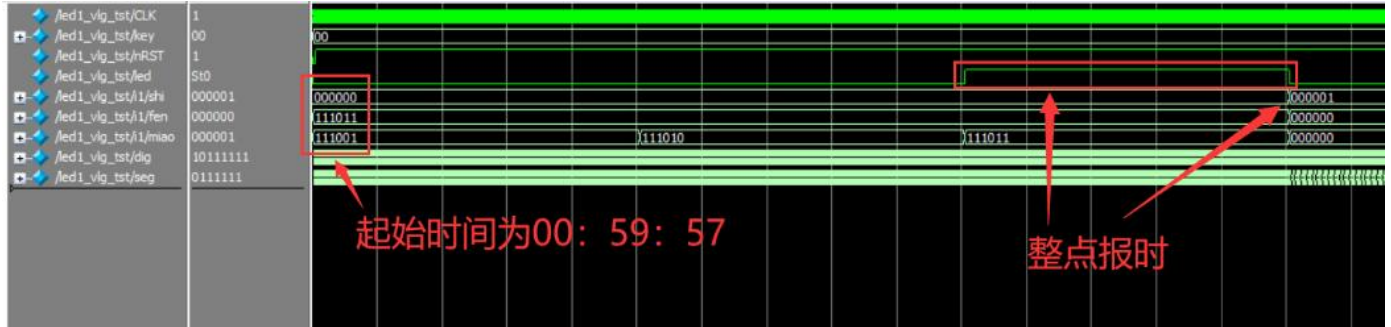 /led1_vlg_tst/CLK 1
/led1_vlg_tst/key 00 00
/led1_vlg_tst/nRST 1
/led1_vlg_tst/led St0
/led1_vlg_tst/i1/shi 000001 000000 000001
/led1_vlg_tst/i1/fen 000000 111011 000000
/led1_vlg_tst/i1/miao 000001 111001 111010 111011 000000
/led1_vlg_tst/dig 10111111
/led1_vlg_tst/seg 0111111
起始时间为00：59：57
整点报时